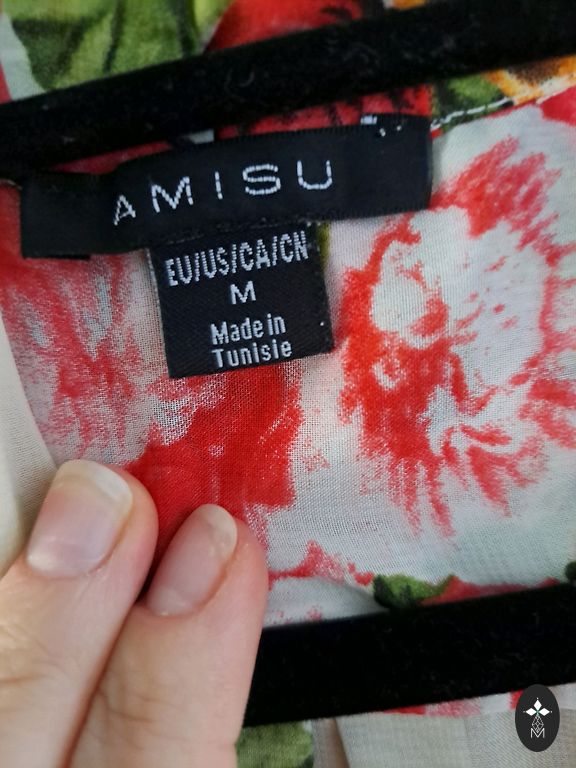 AMISU
EU/US/CA/CN
M
Made in
Tunisie
M